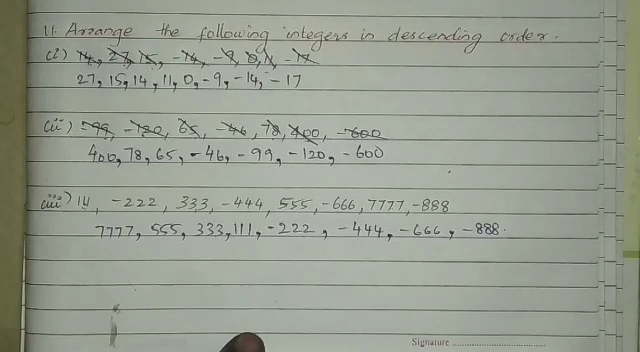 11. Arrange the following integers in descending order.
(i) 14, 27, 15, -14, -9, 0, 11, -17
27, 15, 14, 11, 0, -9, -14, -17
(ii) -99, -120, 65, -46, 78, 400, -600
400, 78, 65, -46, -99, -120, -600
(iii) 111, -222, 333, -444, 555, -666, 7777, -888
7777, 555, 333, 111, -222, -444, -666, -888.
Signature